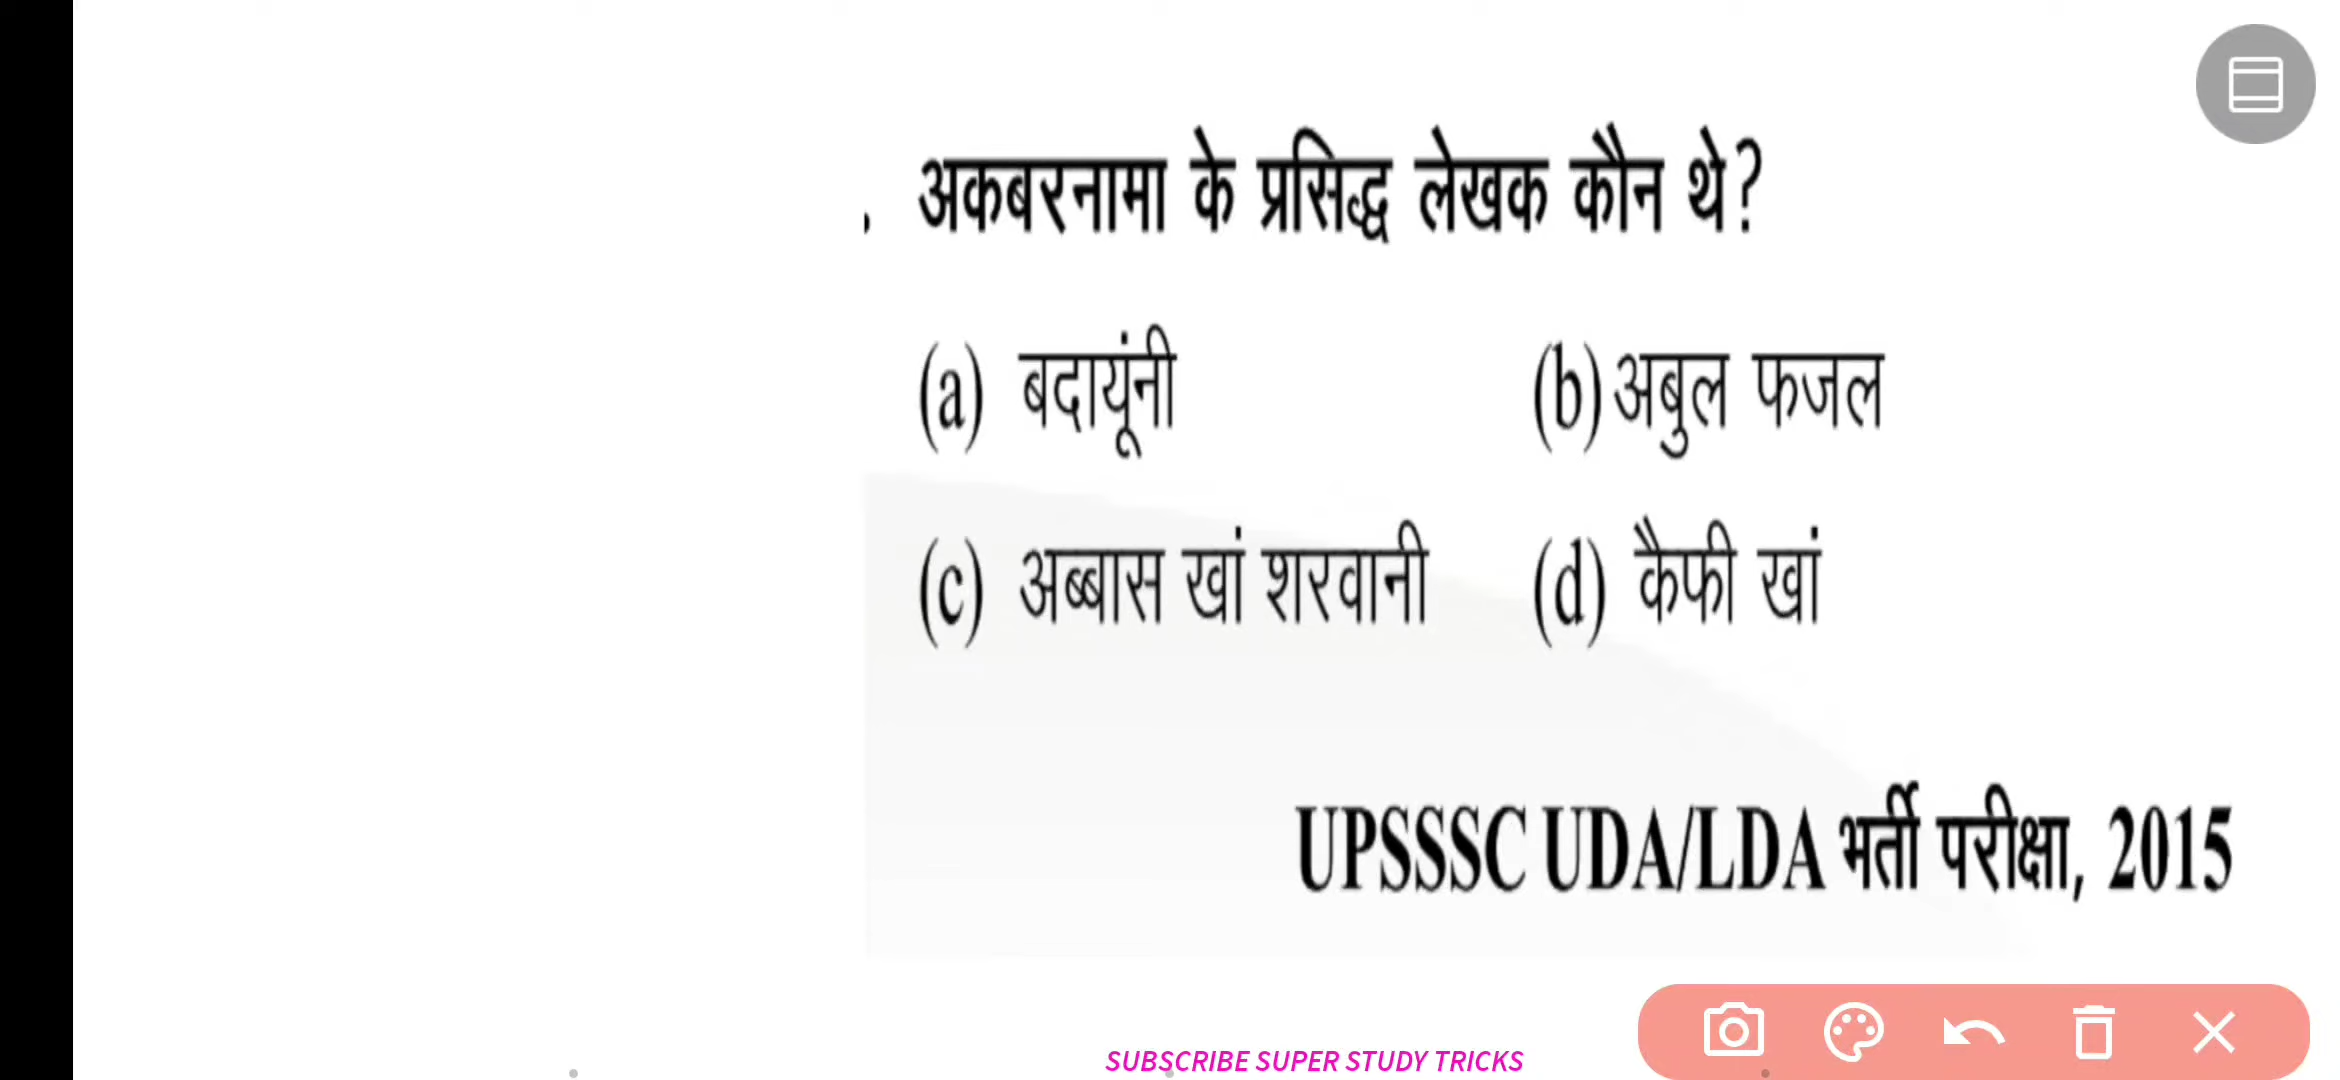 . अकबरनामा के प्रसिद्ध लेखक कौन थे?
(a) बदायूंनी (b) अबुल फजल
(c) अब्बास खां शरवानी (d) कैफी खां
UPSSSC UDA/LDA भर्ती परीक्षा, 2015
SUBSCRIBE SUPER STUDY TRICKS